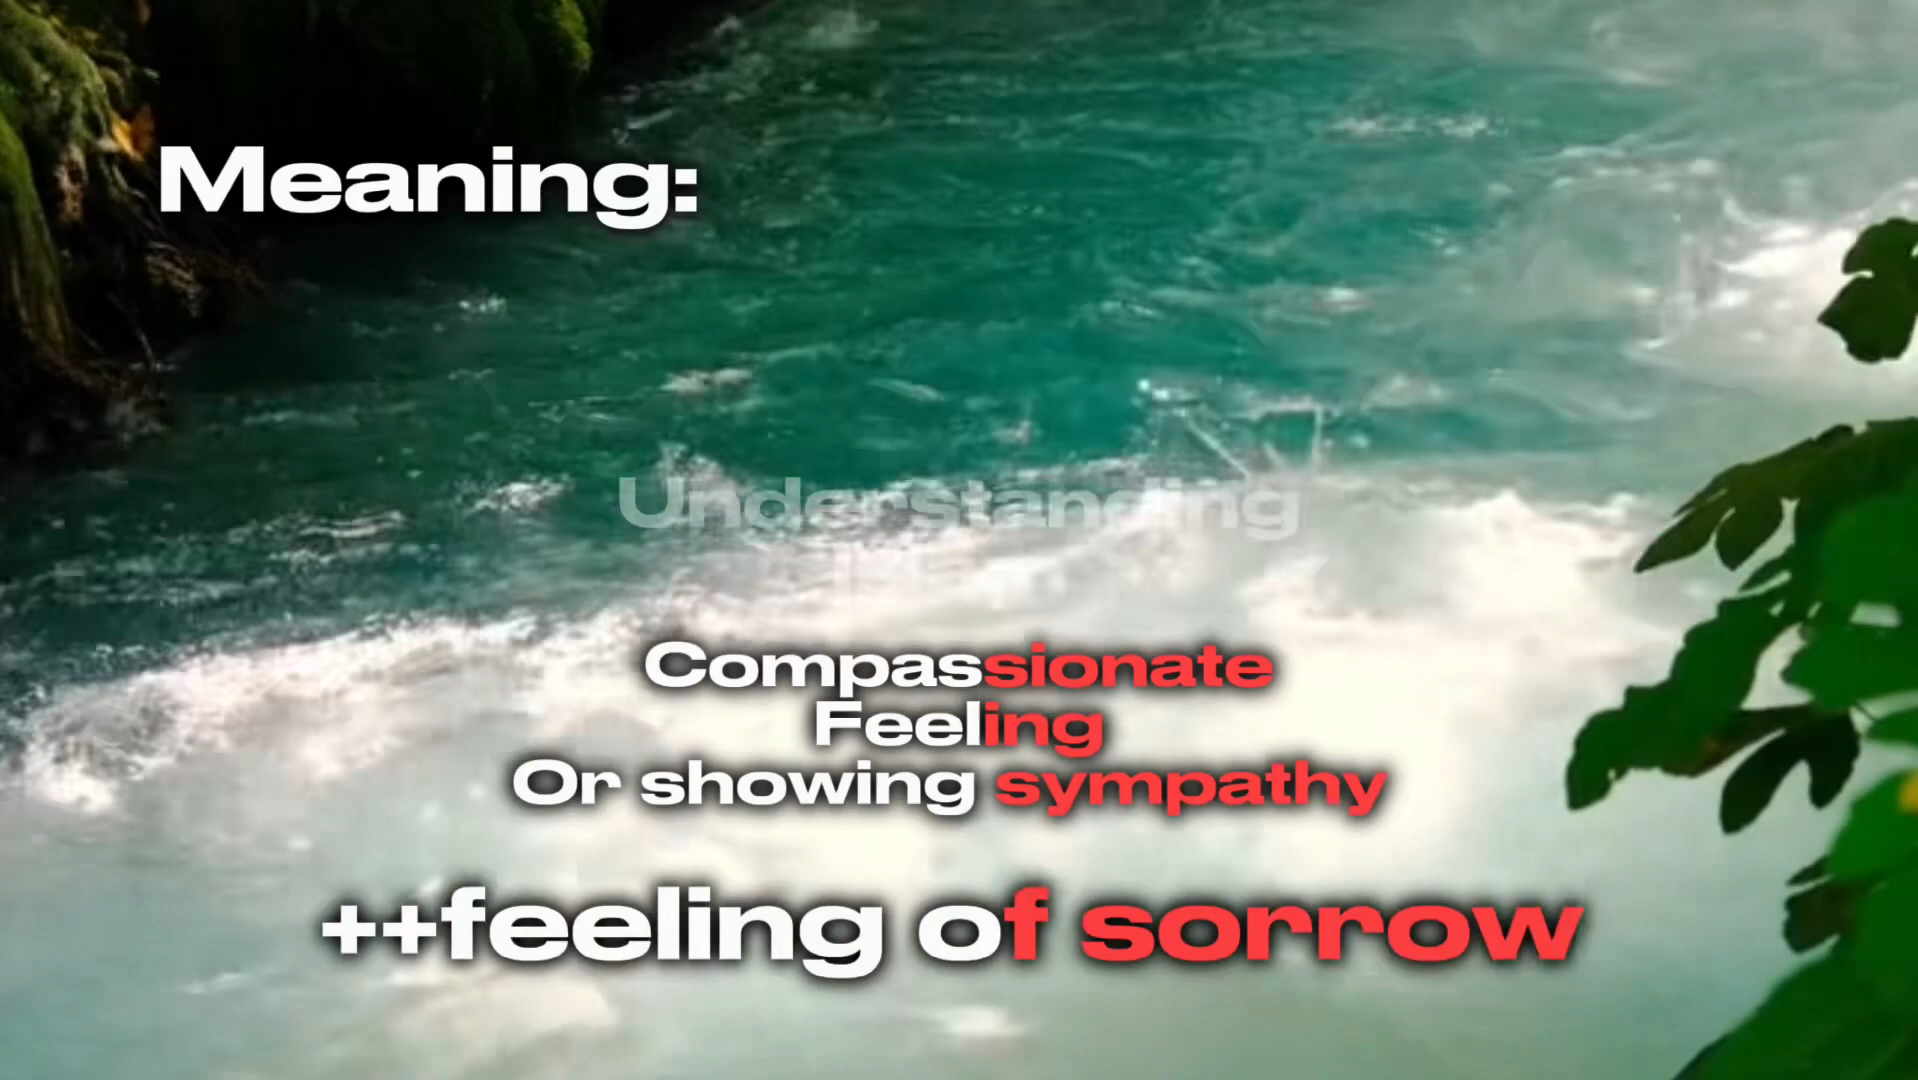 Meaning:
Understanding
Compassionate
Feeling
Or showing sympathy
++feeling of sorrow